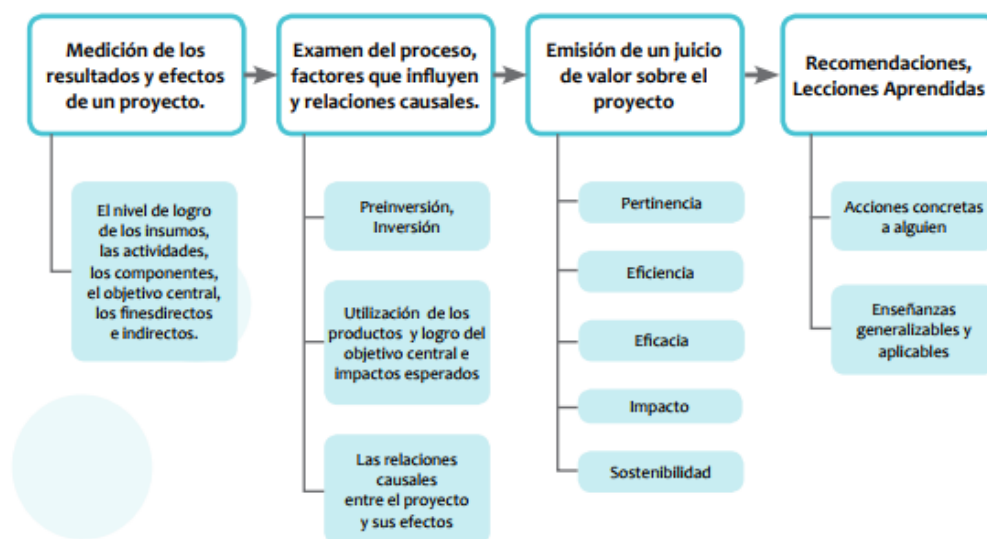 Medición de los
resultados y efectos
de un proyecto.
El nivel de logro
de los insumos,
las actividades,
los componentes,
el objetivo central,
los finesdirectos
e indirectos.
Examen del proceso,
factores que influyen
y relaciones causales.
Preinversión,
Inversión
Utilización de los
productos y logro del
objetivo central e
impactos esperados
Las relaciones
causales
entre el proyecto
y sus efectos
Emisión de un juicio
de valor sobre el
proyecto
Pertinencia
Eficiencia
Eficacia
Impacto
Sostenibilidad
Recomendaciones,
Lecciones Aprendidas
Acciones concretas
a alguien
Enseñanzas
generalizables y
aplicables